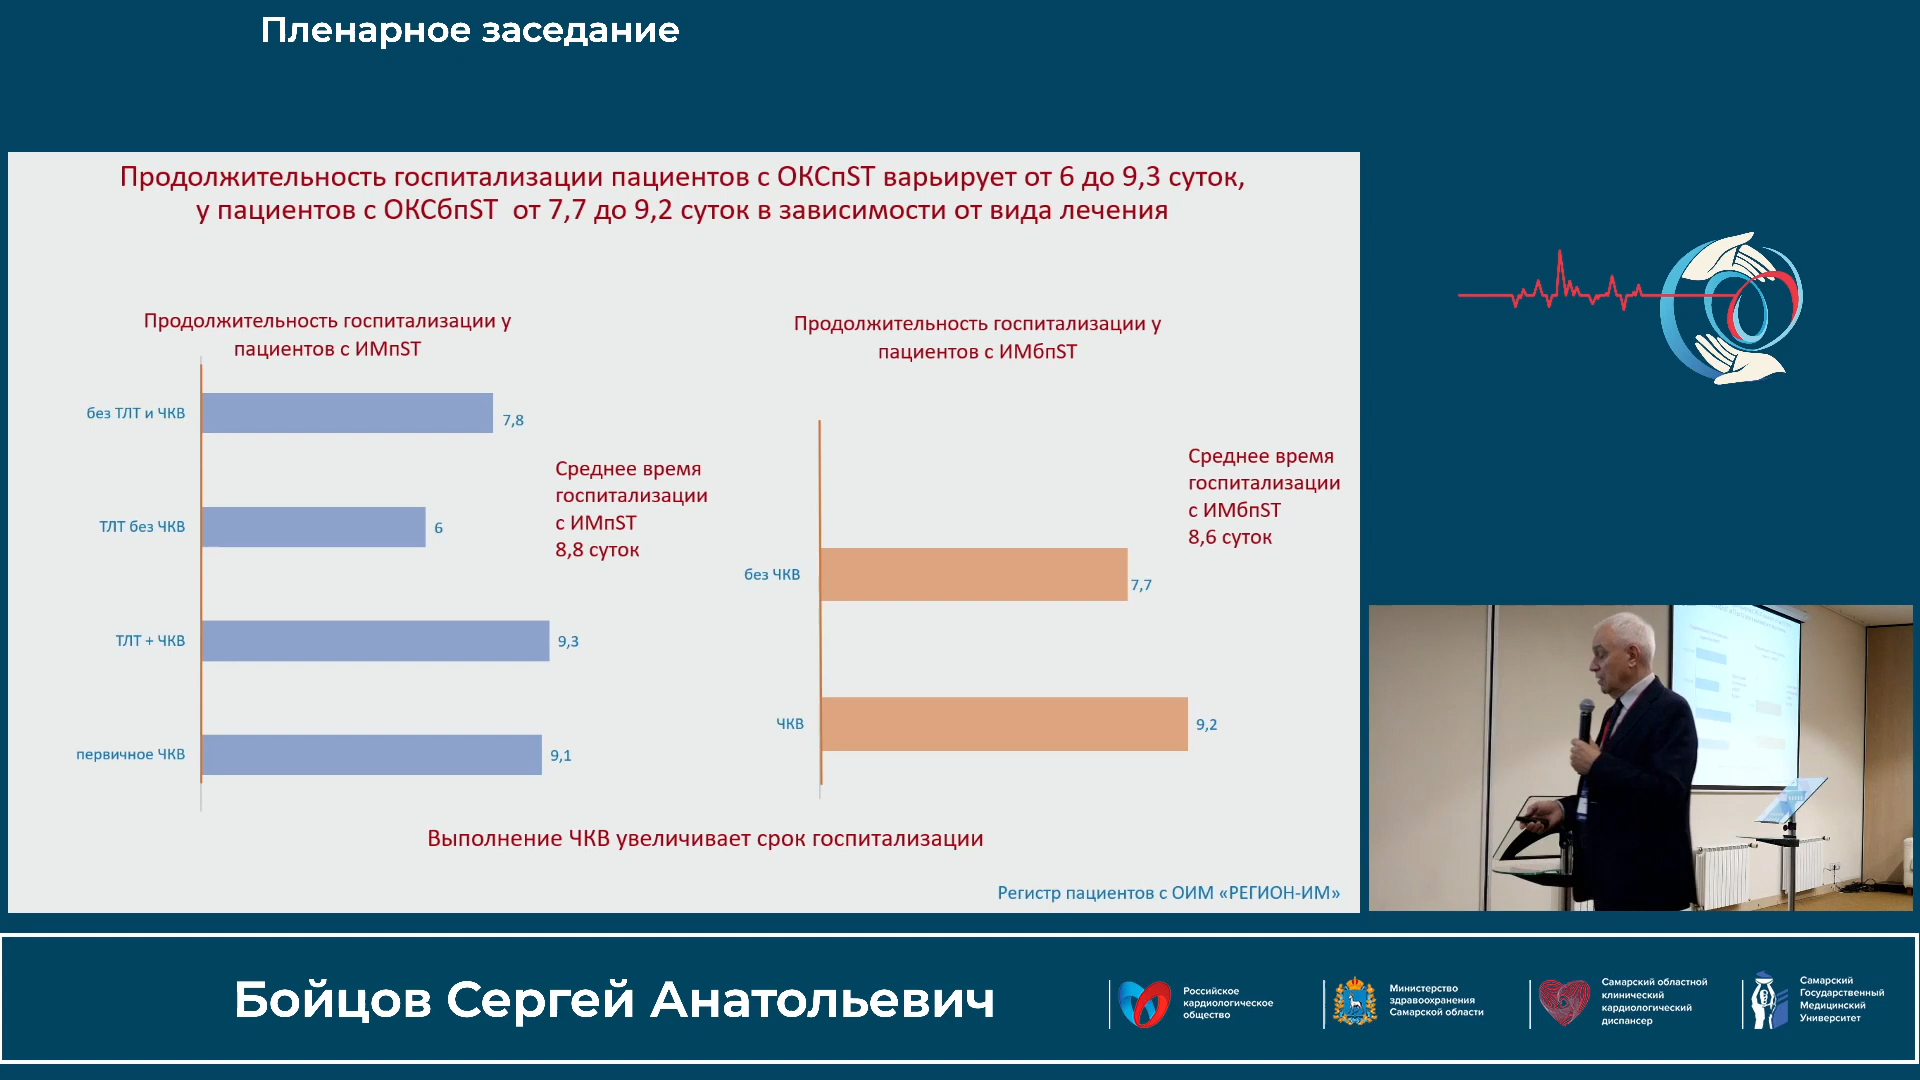 Пленарное заседание
Продолжительность госпитализации пациентов с ОКСпST варьирует от 6 до 9,3 суток,
у пациентов с ОКСбпST от 7,7 до 9,2 суток в зависимости от вида лечения
Продолжительность госпитализации у
пациентов с ИМпST
без ТЛТ и ЧКВ
7,8
ТЛТ без ЧКВ
6
ТЛТ + ЧКВ
9,3
первичное ЧКВ
9,1
Среднее время
госпитализации
с ИМпST
8,8 суток
Продолжительность госпитализации у
пациентов с ИМбпST
без ЧКВ
7,7
ЧКВ
9,2
Среднее время
госпитализации
с ИМбпST
8,6 суток
Выполнение ЧКВ увеличивает срок госпитализации
Регистр пациентов с ОИМ «РЕГИОН-ИМ»
Бойцов Сергей Анатольевич
Российское
кардиологическое
общество
Министерство
здравоохранения
Самарской области
Самарский областной
клинический
кардиологический
диспансер
Самарский
Государственный
Медицинский
Университет